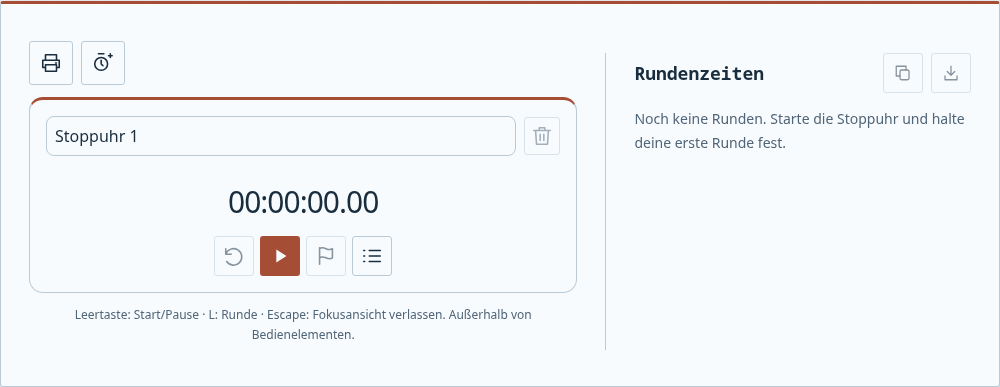 Stoppuhr 1
00:00:00.00
Leertaste: Start/Pause · L: Runde · Escape: Fokusansicht verlassen. Außerhalb von
Bedienelementen.
Rundenzeiten
Noch keine Runden. Starte die Stoppuhr und halte
deine erste Runde fest.